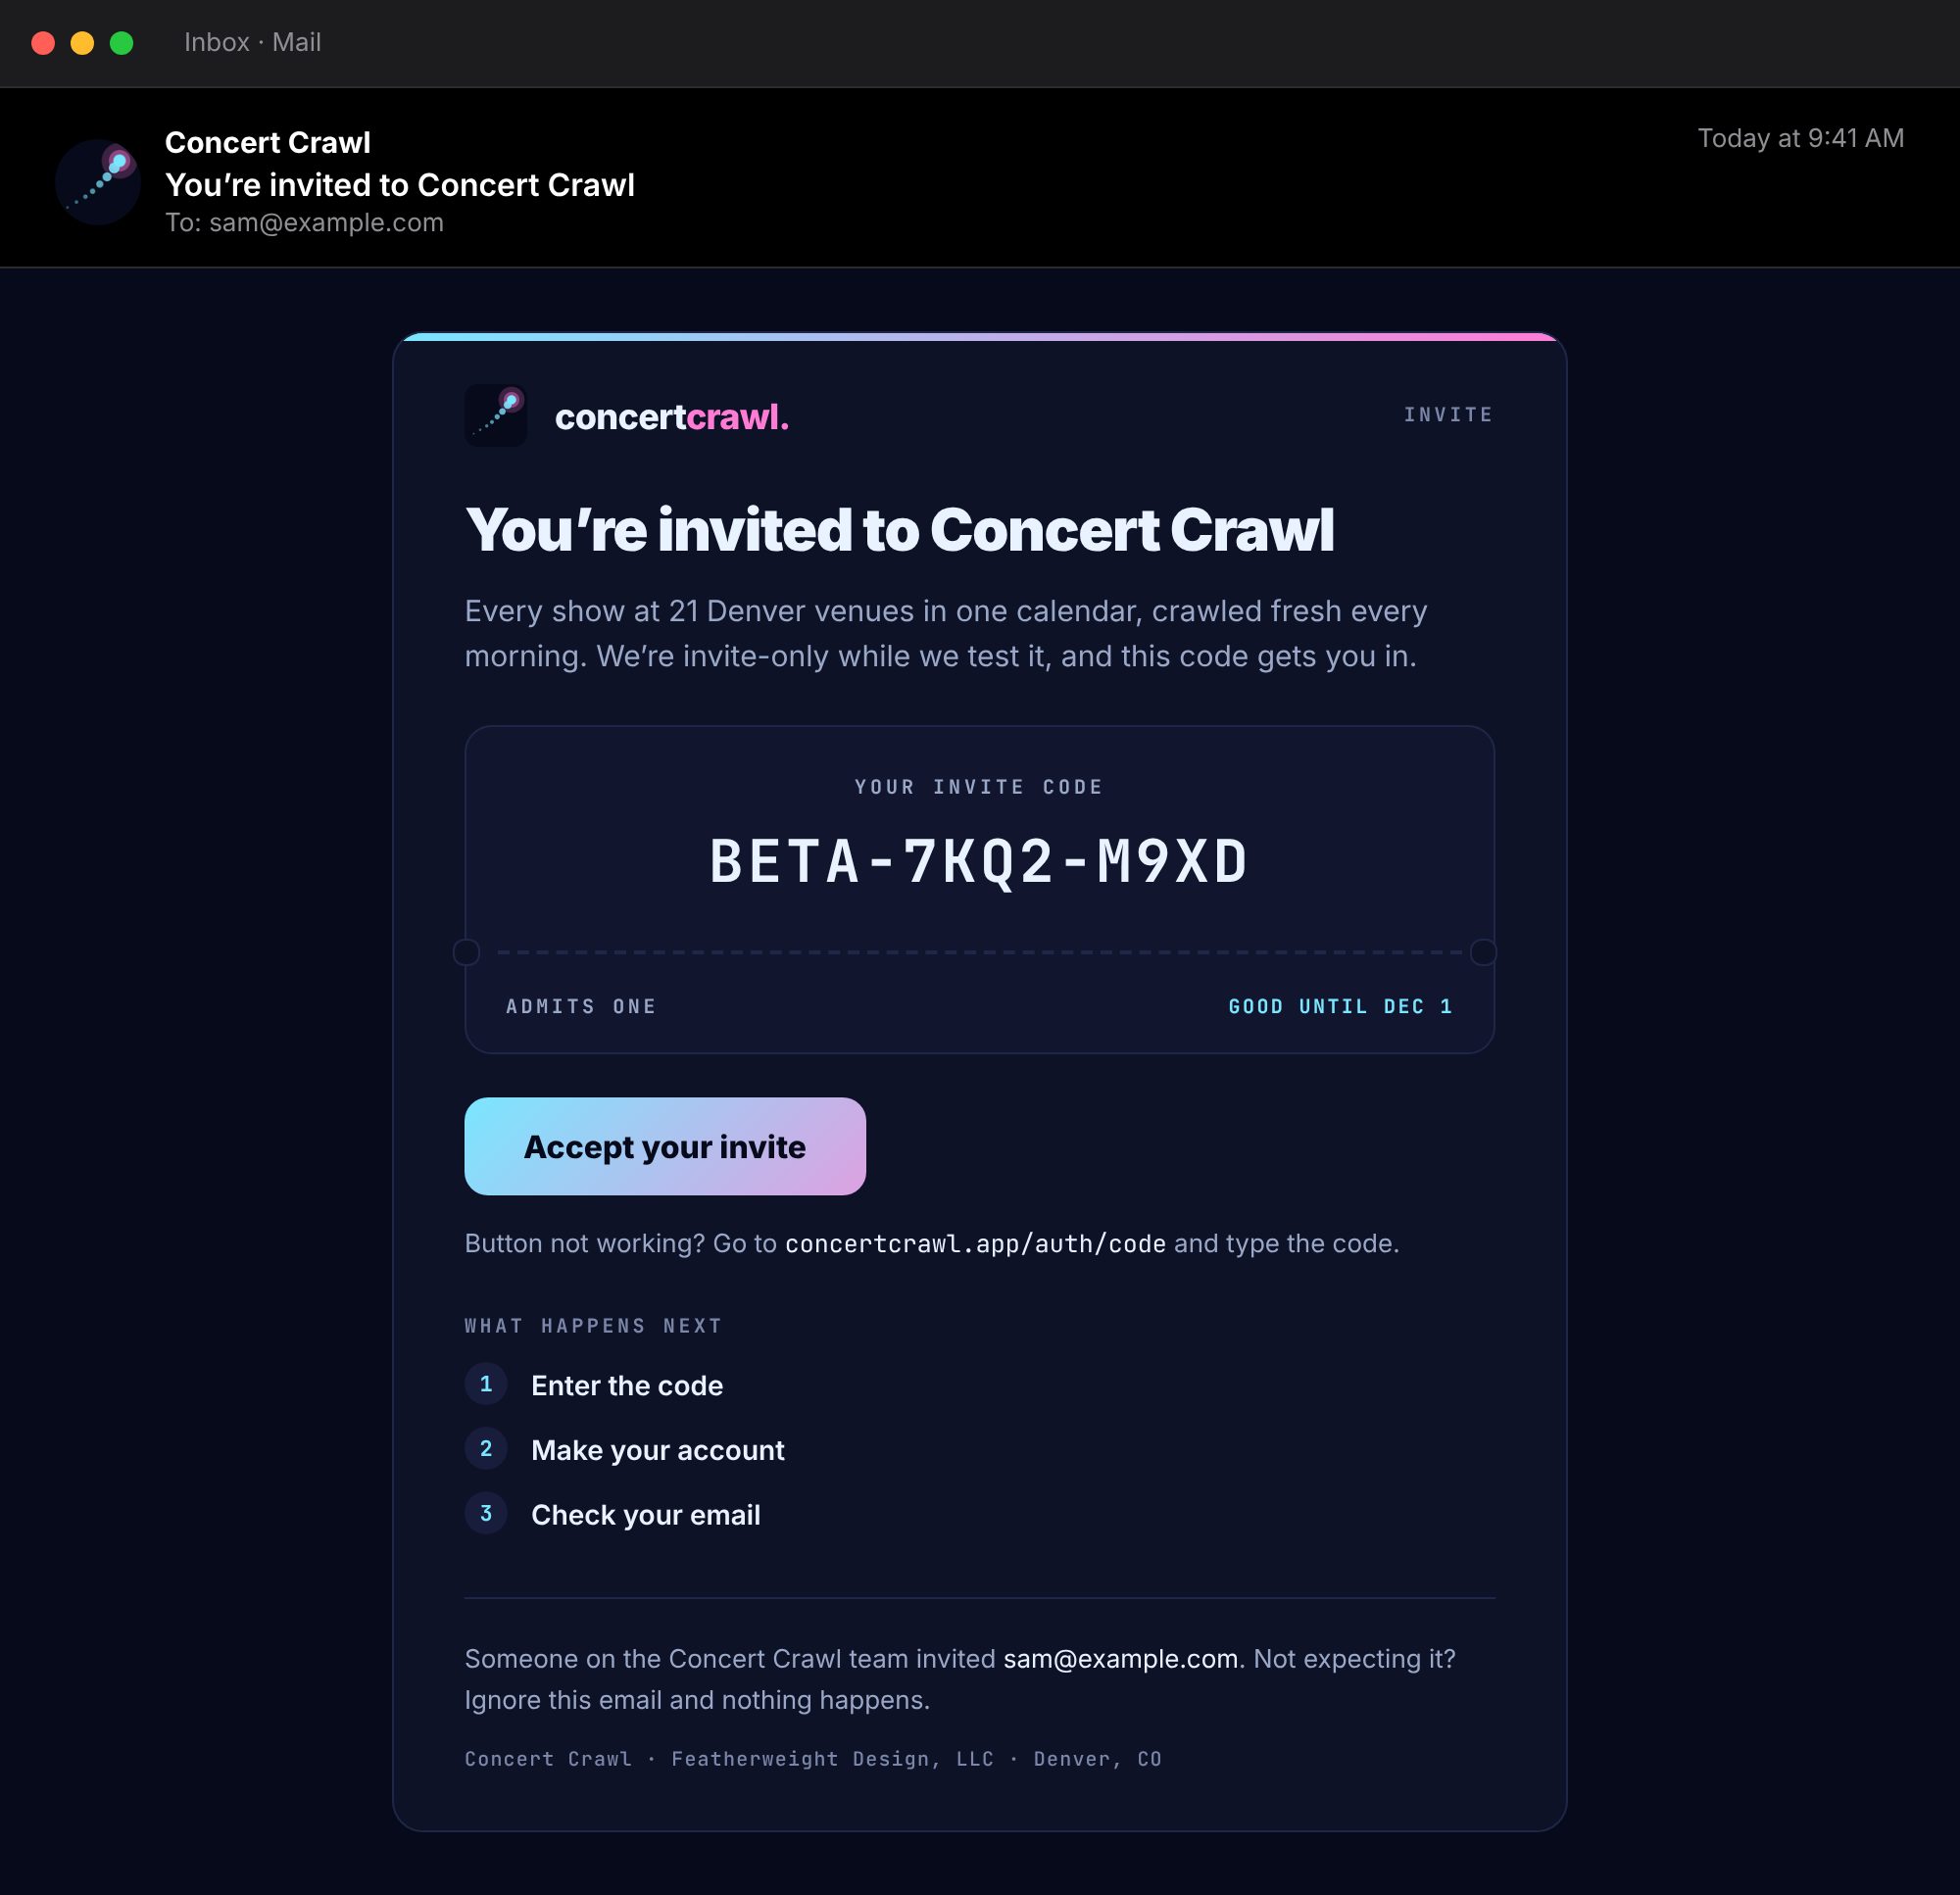 Inbox · Mail
Concert Crawl
Today at 9:41 AM
You’re invited to Concert Crawl
To: sam@example.com
concertcrawl.
INVITE
You’re invited to Concert Crawl
Every show at 21 Denver venues in one calendar, crawled fresh every
morning. We’re invite-only while we test it, and this code gets you in.
YOUR INVITE CODE
BETA-7KQ2-M9XD
ADMITS ONE
GOOD UNTIL DEC 1
Accept your invite
Button not working? Go to concertcrawl.app/auth/code and type the code.
WHAT HAPPENS NEXT
1 Enter the code
2 Make your account
3 Check your email
Someone on the Concert Crawl team invited sam@example.com. Not expecting it?
Ignore this email and nothing happens.
Concert Crawl · Featherweight Design, LLC · Denver, CO